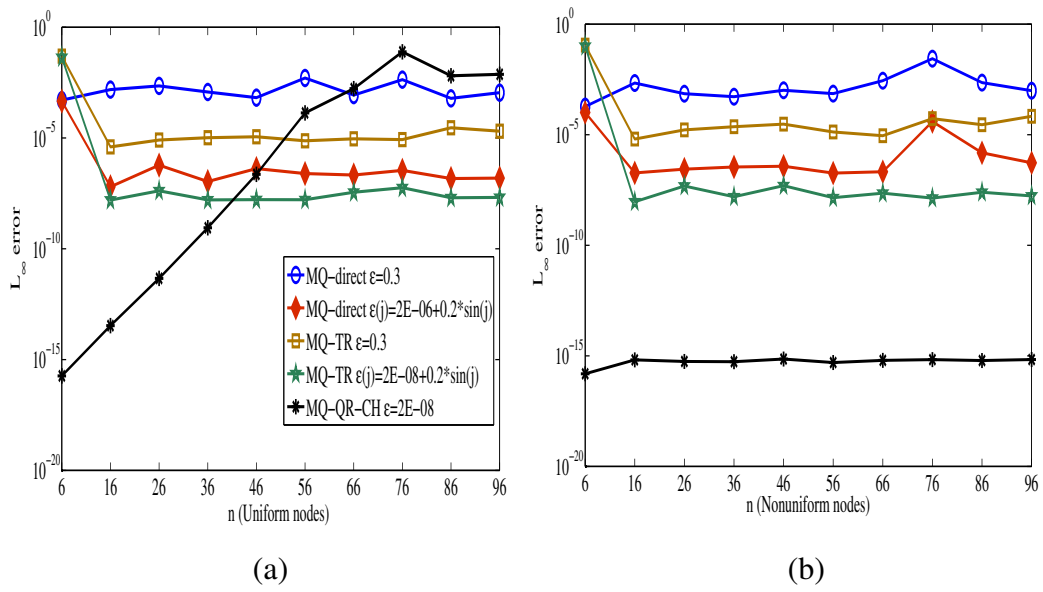 10^0
10^-5
10^-10
10^-15
10^-20
L_∞ error
6 16 26 36 46 56 66 76 86 96
n (Uniform nodes)
MQ-direct ε=0.3
MQ-direct ε(j)=2E-06+0.2*sin(j)
MQ-TR ε=0.3
MQ-TR ε(j)=2E-08+0.2*sin(j)
MQ-QR-CH ε=2E-08
(a)
10^0
10^-5
10^-10
10^-15
10^-20
L_∞ error
6 16 26 36 46 56 66 76 86 96
n (Nonuniform nodes)
(b)